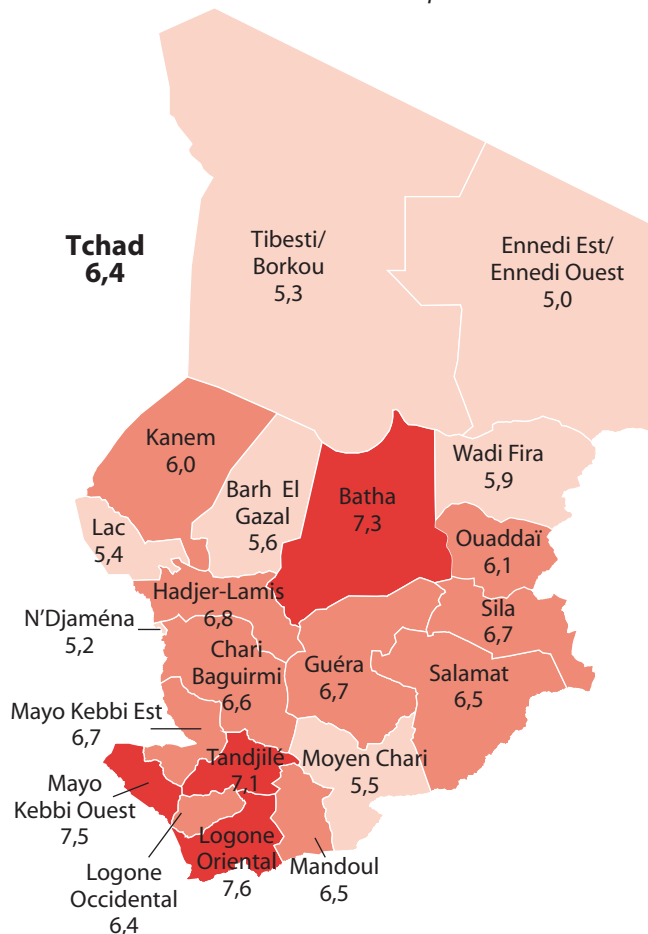 Tchad
6,4
Tibesti/
Borkou
5,3
Ennedi Est/
Ennedi Ouest
5,0
Kanem
6,0
Barh El
Gazal
5,6
Batha
7,3
Wadi Fira
5,9
Lac
5,4
Ouaddaï
6,1
Hadjer-Lamis
6,8
N'Djaména
5,2
Sila
6,7
Chari
Baguirmi
6,6
Guéra
6,7
Salamat
6,5
Mayo Kebbi Est
6,7
Tandjilé
7,1
Moyen Chari
5,5
Mayo
Kebbi Ouest
7,5
Logone
Oriental
7,6
Mandoul
6,5
Logone
Occidental
6,4